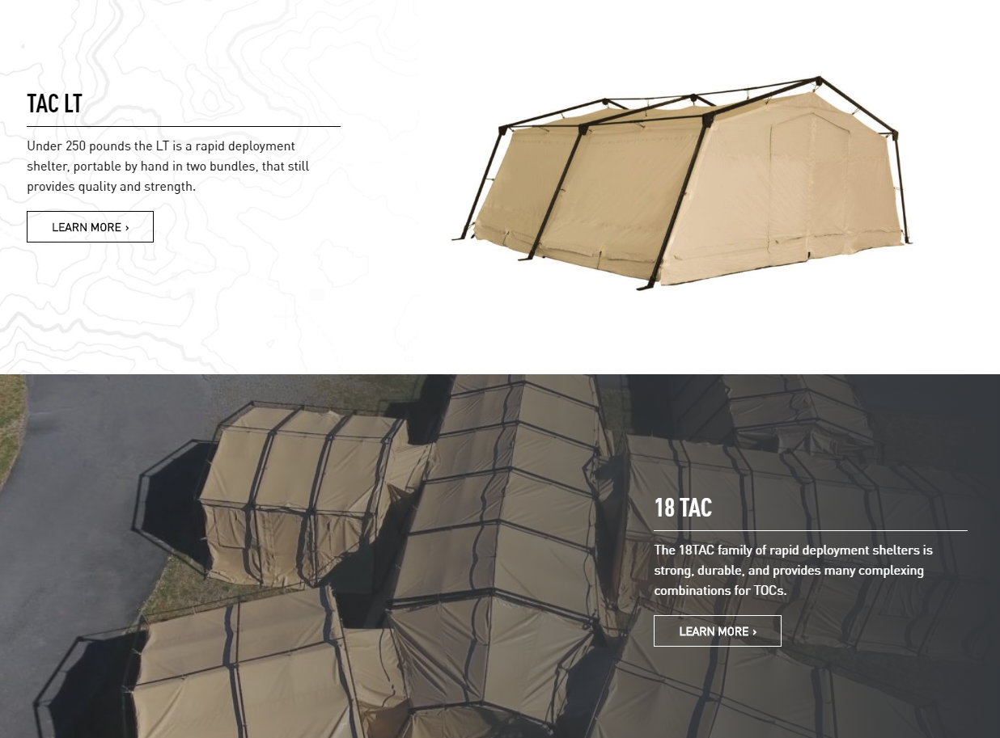 TAC LT
Under 250 pounds the LT is a rapid deployment
shelter, portable by hand in two bundles, that still
provides quality and strength.
LEARN MORE ›
18 TAC
The 18TAC family of rapid deployment shelters is
strong, durable, and provides many complexing
combinations for TOCs.
LEARN MORE ›